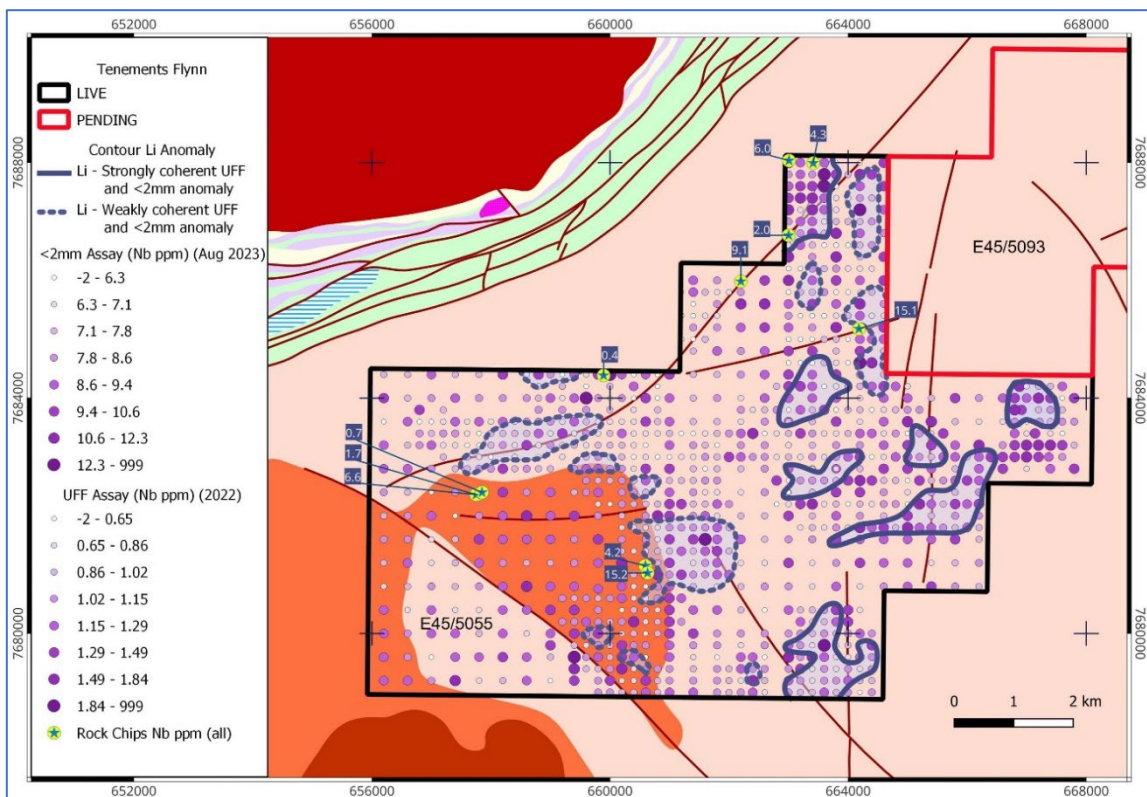 652000
656000
660000
664000
668000
Tenements Flynn
LIVE
PENDING
Contour Li Anomaly
Li - Strongly coherent UFF
and <2mm anomaly
Li - Weakly coherent UFF
and <2mm anomaly
<2mm Assay (Nb ppm) (Aug 2023)
-2 - 6.3
6.3 - 7.1
7.1 - 7.8
7.8 - 8.6
8.6 - 9.4
9.4 - 10.6
10.6 - 12.3
12.3 - 999
UFF Assay (Nb ppm) (2022)
-2 - 0.65
0.65 - 0.86
0.86 - 1.02
1.02 - 1.15
1.15 - 1.29
1.29 - 1.49
1.49 - 1.84
1.84 - 999
Rock Chips Nb ppm (all)
7688000
7684000
7680000
6.0
4.3
2.0
9.1
15.1
0.4
0.7
1.7
6.6
4.2
15.2
E45/5093
E45/5055
0 1 2 km
7688000
7684000
7680000
652000
656000
660000
664000
668000